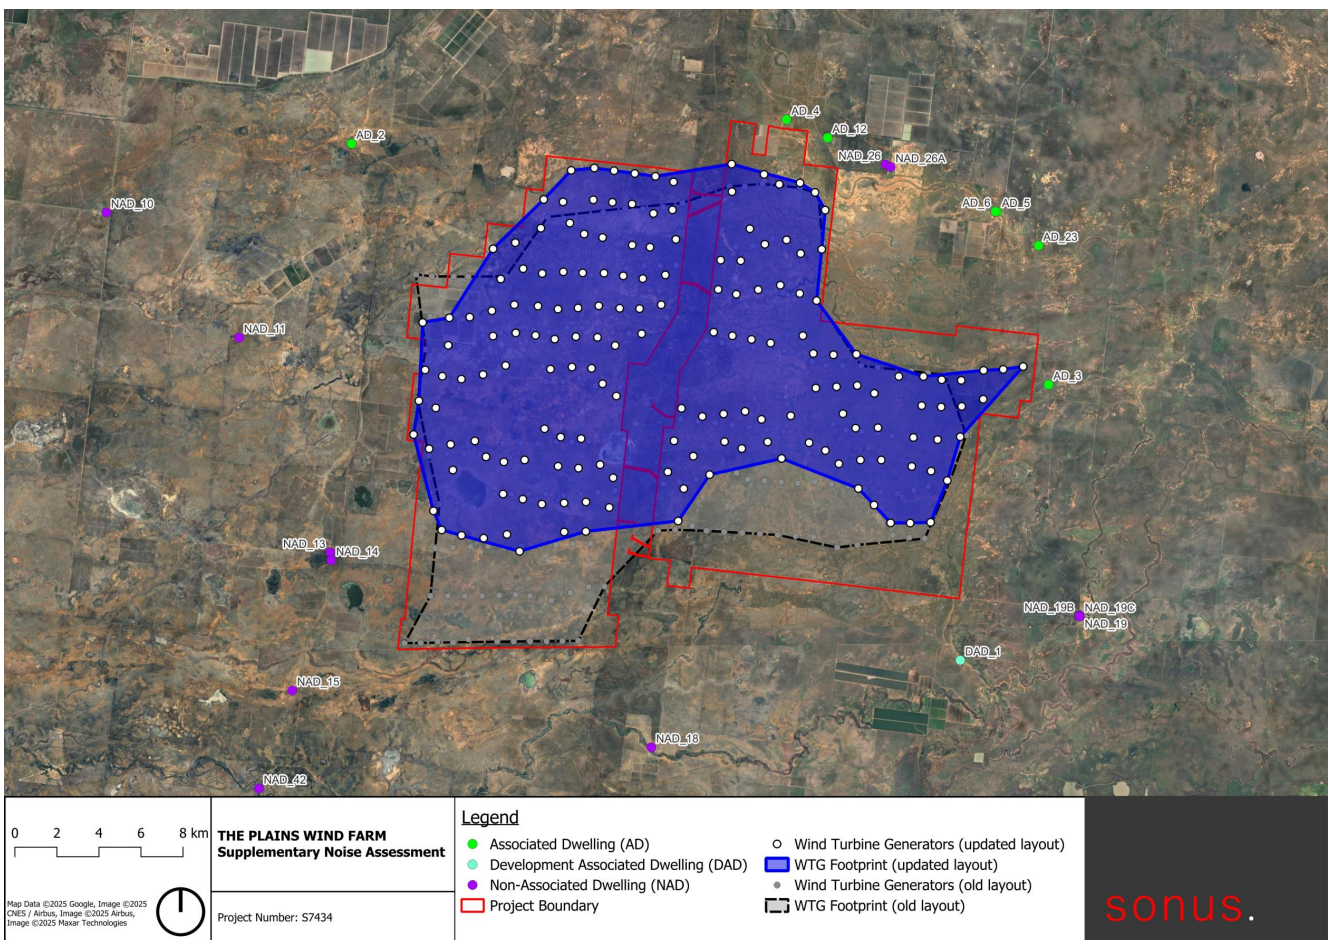 AD_4
AD_12
AD_2
NAD_26
NAD_26A
NAD_10
AD_6
AD_5
AD_23
NAD_11
AD_3
NAD_13
NAD_14
NAD_19B
NAD_19C
NAD_19
DAD_1
NAD_15
NAD_18
NAD_42
0 2 4 6 8 km
Map Data ©2025 Google, Image ©2025
CNES / Airbus, Image ©2025 Airbus,
Image ©2025 Maxar Technologies
THE PLAINS WIND FARM
Supplementary Noise Assessment
Project Number: S7434
Legend
Associated Dwelling (AD)
Development Associated Dwelling (DAD)
Non-Associated Dwelling (NAD)
Project Boundary
Wind Turbine Generators (updated layout)
WTG Footprint (updated layout)
Wind Turbine Generators (old layout)
WTG Footprint (old layout)
sonus.